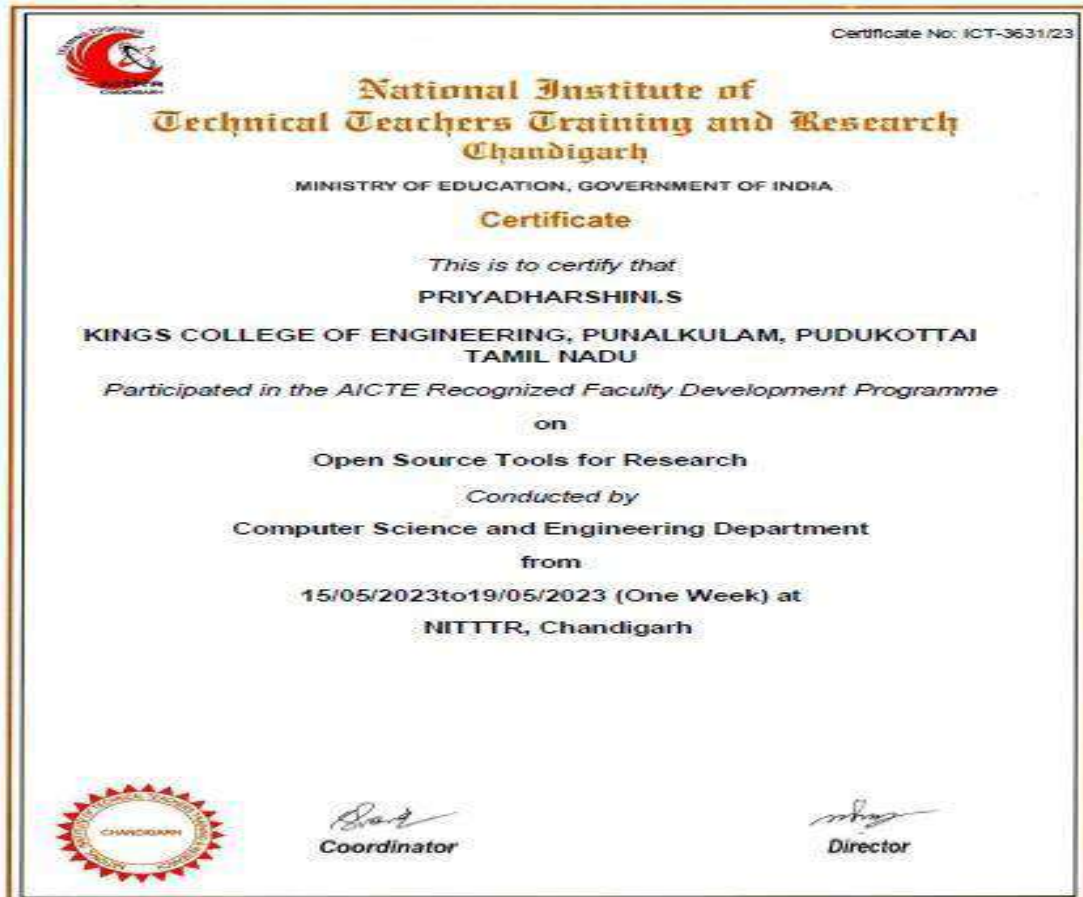 Certificate No: ICT-3631/23
National Institute of
Technical Teachers Training and Research
Chandigarh
MINISTRY OF EDUCATION, GOVERNMENT OF INDIA
Certificate
This is to certify that
PRIYADHARSHINI.S
KINGS COLLEGE OF ENGINEERING, PUNALKULAM, PUDUKOTTAI
TAMIL NADU
Participated in the AICTE Recognized Faculty Development Programme
on
Open Source Tools for Research
Conducted by
Computer Science and Engineering Department
from
15/05/2023to19/05/2023 (One Week) at
NITTTR, Chandigarh
CHANDIGARH
Coordinator
Director